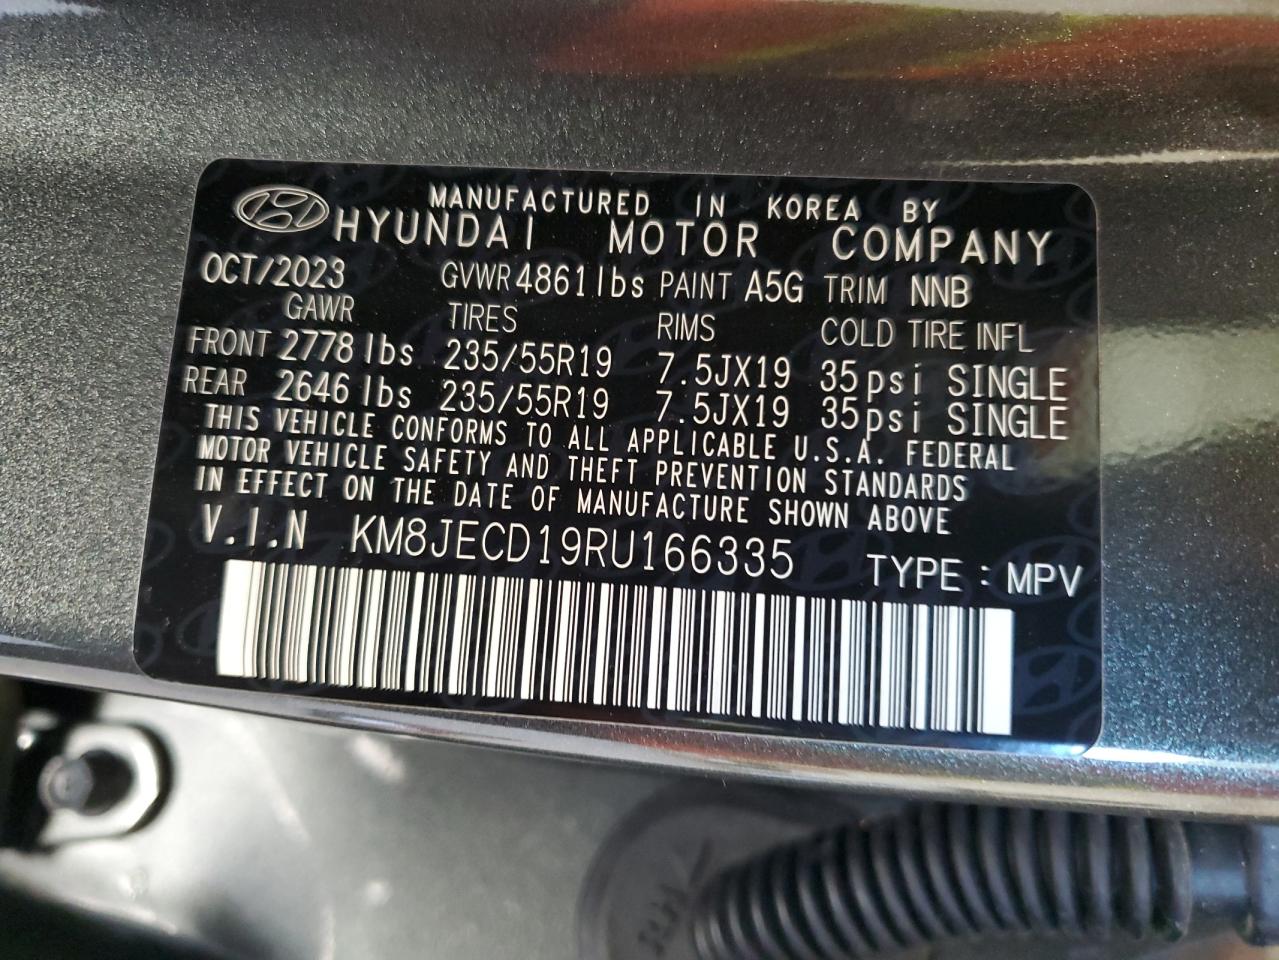 MANUFACTURED IN KOREA BY
HYUNDAI MOTOR COMPANY
OCT/2023 GVWR 4861 lbs PAINT A5G TRIM NNB
GAWR TIRES RIMS COLD TIRE INFL
FRONT 2778 lbs 235/55R19 7.5JX19 35psi SINGLE
REAR 2646 lbs 235/55R19 7.5JX19 35psi SINGLE
THIS VEHICLE CONFORMS TO ALL APPLICABLE U.S.A. FEDERAL
MOTOR VEHICLE SAFETY AND THEFT PREVENTION STANDARDS
IN EFFECT ON THE DATE OF MANUFACTURE SHOWN ABOVE
V.I.N KM8JECD19RU166335 TYPE : MPV